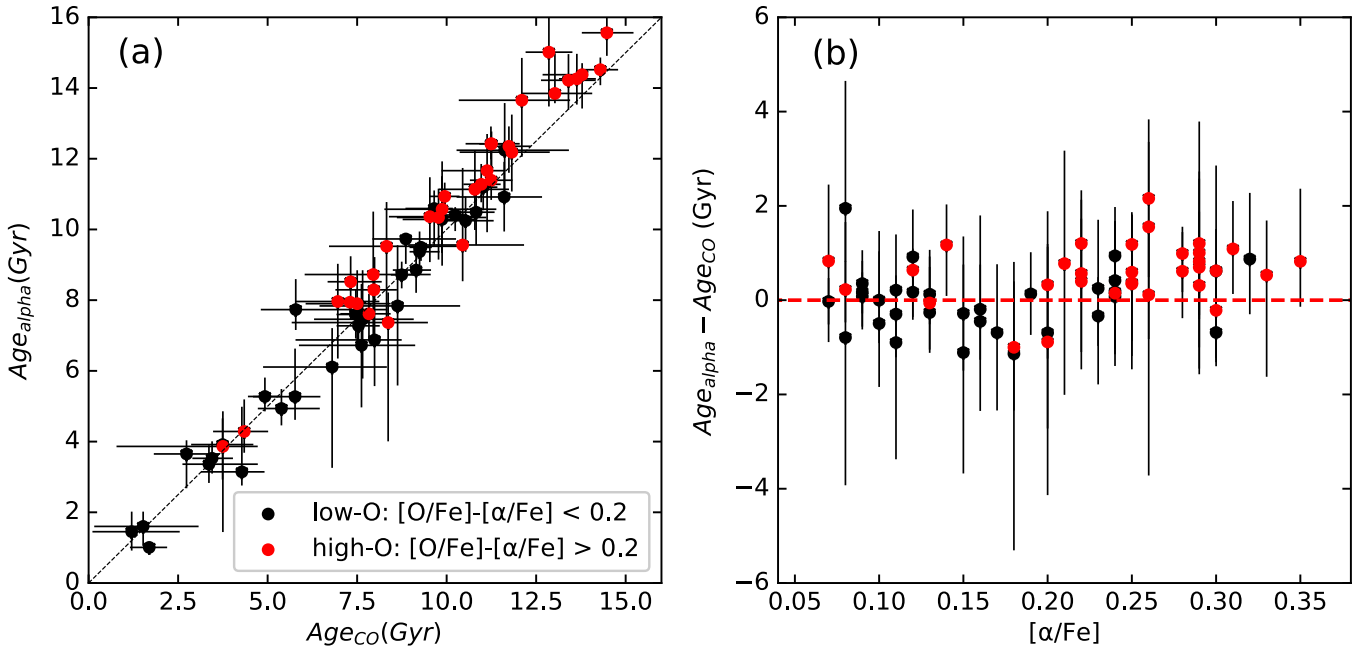 (a)
16
14
12
10
8
6
4
2
0
Age_alpha(Gyr)
0.0 2.5 5.0 7.5 10.0 12.5 15.0
Age_CO(Gyr)
low-O: [O/Fe]-[α/Fe] < 0.2
high-O: [O/Fe]-[α/Fe] > 0.2
(b)
6
4
2
0
−2
−4
−6
Age_alpha − Age_CO (Gyr)
0.05 0.10 0.15 0.20 0.25 0.30 0.35
[α/Fe]